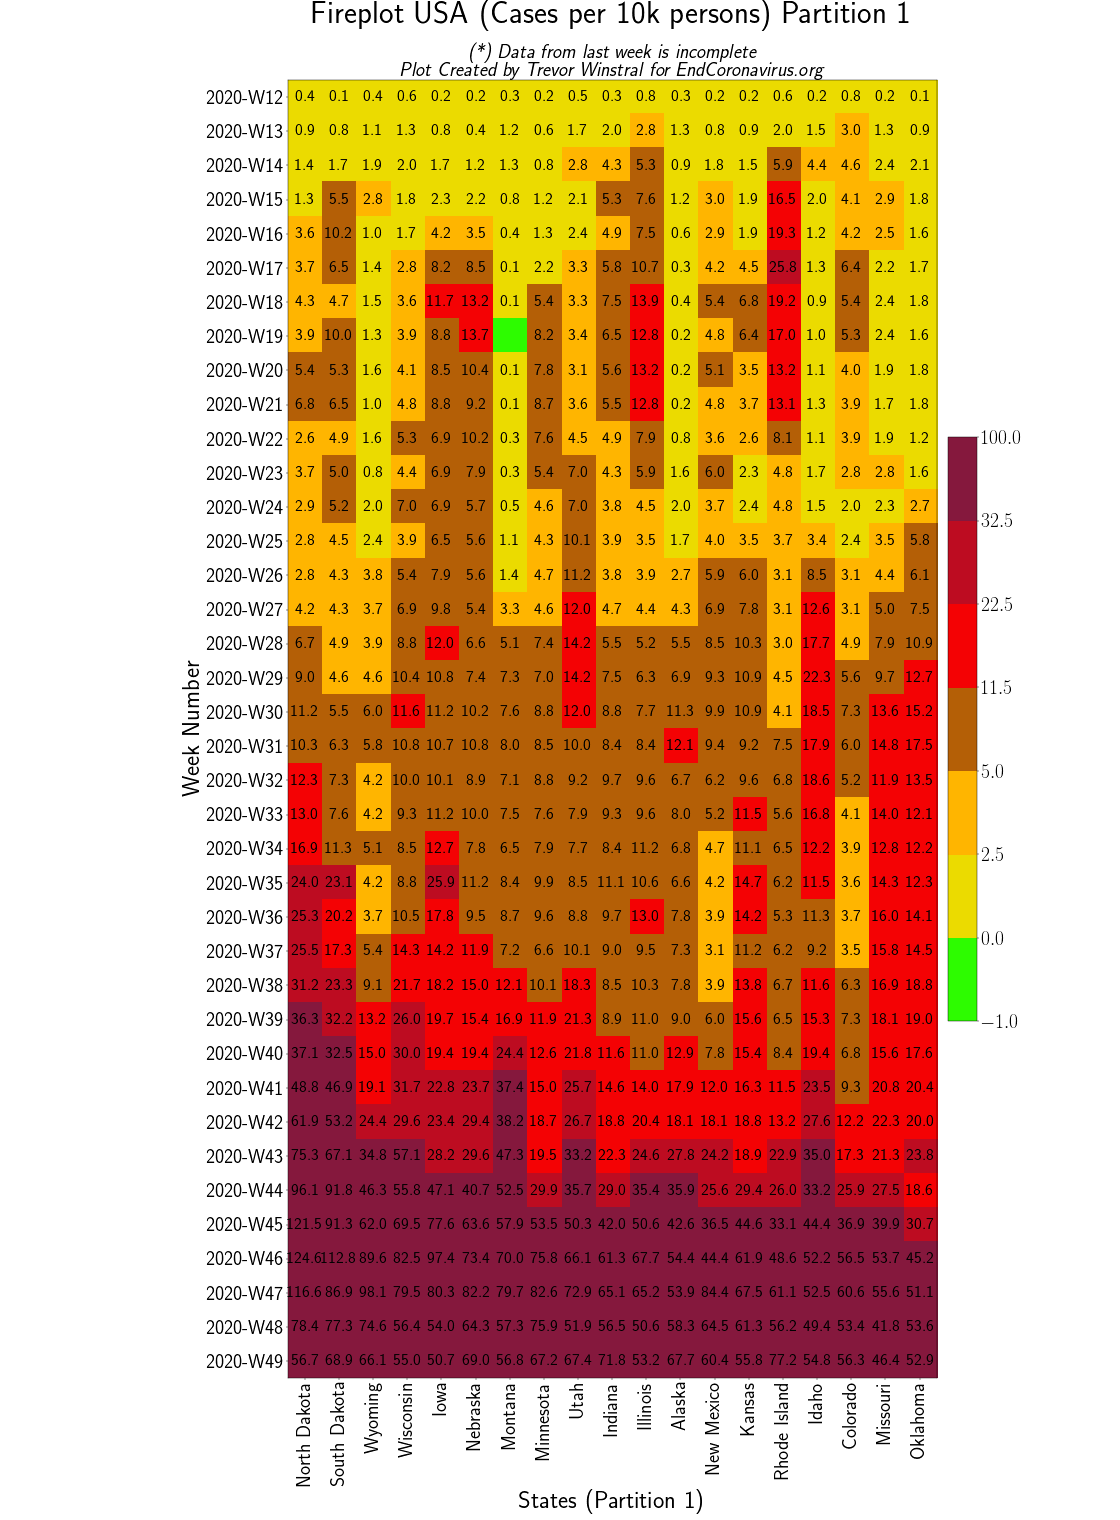 Fireplot USA (Cases per 10k persons) Partition 1
(*) Data from last week is incomplete
Plot Created by Trevor Winstral for EndCoronavirus.org
2020-W12 0.4 0.1 0.4 0.6 0.2 0.2 0.3 0.2 0.5 0.3 0.8 0.3 0.2 0.2 0.6 0.2 0.8 0.2 0.1
2020-W13 0.9 0.8 1.1 1.3 0.8 0.4 1.2 0.6 1.7 2.0 2.8 1.3 0.8 0.9 2.0 1.5 3.0 1.3 0.9
2020-W14 1.4 1.7 1.9 2.0 1.7 1.2 1.3 0.8 2.8 4.3 5.3 0.9 1.8 1.5 5.9 4.4 4.6 2.4 2.1
2020-W15 1.3 5.5 2.8 1.8 2.3 2.2 0.8 1.2 2.1 5.3 7.6 1.2 3.0 1.9 16.5 2.0 4.1 2.9 1.8
2020-W16 3.6 10.2 1.0 1.7 4.2 3.5 0.4 1.3 2.4 4.9 7.5 0.6 2.9 1.9 19.3 1.2 4.2 2.5 1.6
2020-W17 3.7 6.5 1.4 2.8 8.2 8.5 0.1 2.2 3.3 5.8 10.7 0.3 4.2 4.5 25.8 1.3 6.4 2.2 1.7
2020-W18 4.3 4.7 1.5 3.6 11.7 13.2 0.1 5.4 3.3 7.5 13.9 0.4 5.4 6.8 19.2 0.9 5.4 2.4 1.8
2020-W19 3.9 10.0 1.3 3.9 8.8 13.7 8.2 3.4 6.5 12.8 0.2 4.8 6.4 17.0 1.0 5.3 2.4 1.6
2020-W20 5.4 5.3 1.6 4.1 8.5 10.4 0.1 7.8 3.1 5.6 13.2 0.2 5.1 3.5 13.2 1.1 4.0 1.9 1.8
2020-W21 6.8 6.5 1.0 4.8 8.8 9.2 0.1 8.7 3.6 5.5 12.8 0.2 4.8 3.7 13.1 1.3 3.9 1.7 1.8
2020-W22 2.6 4.9 1.6 5.3 6.9 10.2 0.3 7.6 4.5 4.9 7.9 0.8 3.6 2.6 8.1 1.1 3.9 1.9 1.2
2020-W23 3.7 5.0 0.8 4.4 6.9 7.9 0.3 5.4 7.0 4.3 5.9 1.6 6.0 2.3 4.8 1.7 2.8 2.8 1.6
2020-W24 2.9 5.2 2.0 7.0 6.9 5.7 0.5 4.6 7.0 3.8 4.5 2.0 3.7 2.4 4.8 1.5 2.0 2.3 2.7
2020-W25 2.8 4.5 2.4 3.9 6.5 5.6 1.1 4.3 10.1 3.9 3.5 1.7 4.0 3.5 3.7 3.4 2.4 3.5 5.8
2020-W26 2.8 4.3 3.8 5.4 7.9 5.6 1.4 4.7 11.2 3.8 3.9 2.7 5.9 6.0 3.1 8.5 3.1 4.4 6.1
2020-W27 4.2 4.3 3.7 6.9 9.8 5.4 3.3 4.6 12.0 4.7 4.4 4.3 6.9 7.8 3.1 12.6 3.1 5.0 7.5
2020-W28 6.7 4.9 3.9 8.8 12.0 6.6 5.1 7.4 14.2 5.5 5.2 5.5 8.5 10.3 3.0 17.7 4.9 7.9 10.9
2020-W29 9.0 4.6 4.6 10.4 10.8 7.4 7.3 7.0 14.2 7.5 6.3 6.9 9.3 10.9 4.5 22.3 5.6 9.7 12.7
2020-W30 11.2 5.5 6.0 11.6 11.2 10.2 7.6 8.8 12.0 8.8 7.7 11.3 9.9 10.9 4.1 18.5 7.3 13.6 15.2
2020-W31 10.3 6.3 5.8 10.8 10.7 10.8 8.0 8.5 10.0 8.4 8.4 12.1 9.4 9.2 7.5 17.9 6.0 14.8 17.5
2020-W32 12.3 7.3 4.2 10.0 10.1 8.9 7.1 8.8 9.2 9.7 9.6 6.7 6.2 9.6 6.8 18.6 5.2 11.9 13.5
2020-W33 13.0 7.6 4.2 9.3 11.2 10.0 7.5 7.6 7.9 9.3 9.6 8.0 5.2 11.5 5.6 16.8 4.1 14.0 12.1
2020-W34 16.9 11.3 5.1 8.5 12.7 7.8 6.5 7.9 7.7 8.4 11.2 6.8 4.7 11.1 6.5 12.2 3.9 12.8 12.2
2020-W35 24.0 23.1 4.2 8.8 25.9 11.2 8.4 9.9 8.5 11.1 10.6 6.6 4.2 14.7 6.2 11.5 3.6 14.3 12.3
2020-W36 25.3 20.2 3.7 10.5 17.8 9.5 8.7 9.6 8.8 9.7 13.0 7.8 3.9 14.2 5.3 11.3 3.7 16.0 14.1
2020-W37 25.5 17.3 5.4 14.3 14.2 11.9 7.2 6.6 10.1 9.0 9.5 7.3 3.1 11.2 6.2 9.2 3.5 15.8 14.5
2020-W38 31.2 23.3 9.1 21.7 18.2 15.0 12.1 10.1 18.3 8.5 10.3 7.8 3.9 13.8 6.7 11.6 6.3 16.9 18.8
2020-W39 36.3 32.2 13.2 26.0 19.7 15.4 16.9 11.9 21.3 8.9 11.0 9.0 6.0 15.6 6.5 15.3 7.3 18.1 19.0
2020-W40 37.1 32.5 15.0 30.0 19.4 19.4 24.4 12.6 21.8 11.6 11.0 12.9 7.8 15.4 8.4 19.4 6.8 15.6 17.6
2020-W41 48.8 46.9 19.1 31.7 22.8 23.7 37.4 15.0 25.7 14.6 14.0 17.9 12.0 16.3 11.5 23.5 9.3 20.8 20.4
2020-W42 61.9 53.2 24.4 29.6 23.4 29.4 38.2 18.7 26.7 18.8 20.4 18.1 18.1 18.8 13.2 27.6 12.2 22.3 20.0
2020-W43 75.3 67.1 34.8 57.1 28.2 29.6 47.3 19.5 33.2 22.3 24.6 27.8 24.2 18.9 22.9 35.0 17.3 21.3 23.8
2020-W44 96.1 91.8 46.3 55.8 47.1 40.7 52.5 29.9 35.7 29.0 35.4 35.9 25.6 29.4 26.0 33.2 25.9 27.5 18.6
2020-W45 121.5 91.3 62.0 69.5 77.6 63.6 57.9 53.5 50.3 42.0 50.6 42.6 36.5 44.6 33.1 44.4 36.9 39.9 30.7
2020-W46 124.6 112.8 89.6 82.5 97.4 73.4 70.0 75.8 66.1 61.3 67.7 54.4 44.4 61.9 48.6 52.2 56.5 53.7 45.2
2020-W47 116.6 86.9 98.1 79.5 80.3 82.2 79.7 82.6 72.9 65.1 65.2 53.9 84.4 67.5 61.1 52.5 60.6 55.6 51.1
2020-W48 78.4 77.3 74.6 56.4 54.0 64.3 57.3 75.9 51.9 56.5 50.6 58.3 64.5 61.3 56.2 49.4 53.4 41.8 53.6
2020-W49 56.7 68.9 66.1 55.0 50.7 69.0 56.8 67.2 67.4 71.8 53.2 67.7 60.4 55.8 77.2 54.8 56.3 46.4 52.9
Week Number
North Dakota
South Dakota
Wyoming
Wisconsin
Iowa
Nebraska
Montana
Minnesota
Utah
Indiana
Illinois
Alaska
New Mexico
Kansas
Rhode Island
Idaho
Colorado
Missouri
Oklahoma
States (Partition 1)
100.0
32.5
22.5
11.5
5.0
2.5
0.0
−1.0